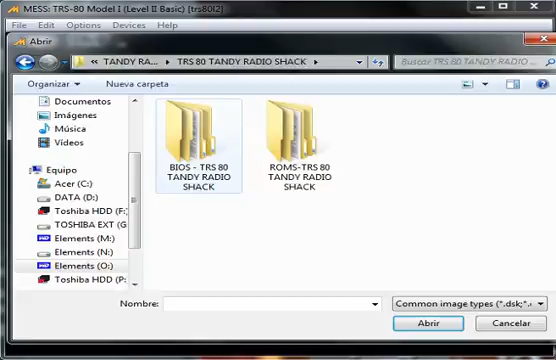 MESS: TRS-80 Model I (Level II Basic) [trs80l2]
File Edit Options Devices Help
Abrir
« TANDY RA... TRS 80 TANDY RADIO SHACK
Buscar TRS 80 TANDY RADIO ...
Organizar Nueva carpeta
Documentos
Imágenes
Música
Vídeos
Equipo
Acer (C:)
DATA (D:)
Toshiba HDD (F:
TOSHIBA EXT (G
Elements (M:)
Elements (N:)
Elements (O:)
Toshiba HDD (P:
BIOS - TRS 80
TANDY RADIO
SHACK
ROMS-TRS 80
TANDY RADIO
SHACK
Nombre:
Common image types (*.dsk;*.
Abrir Cancelar